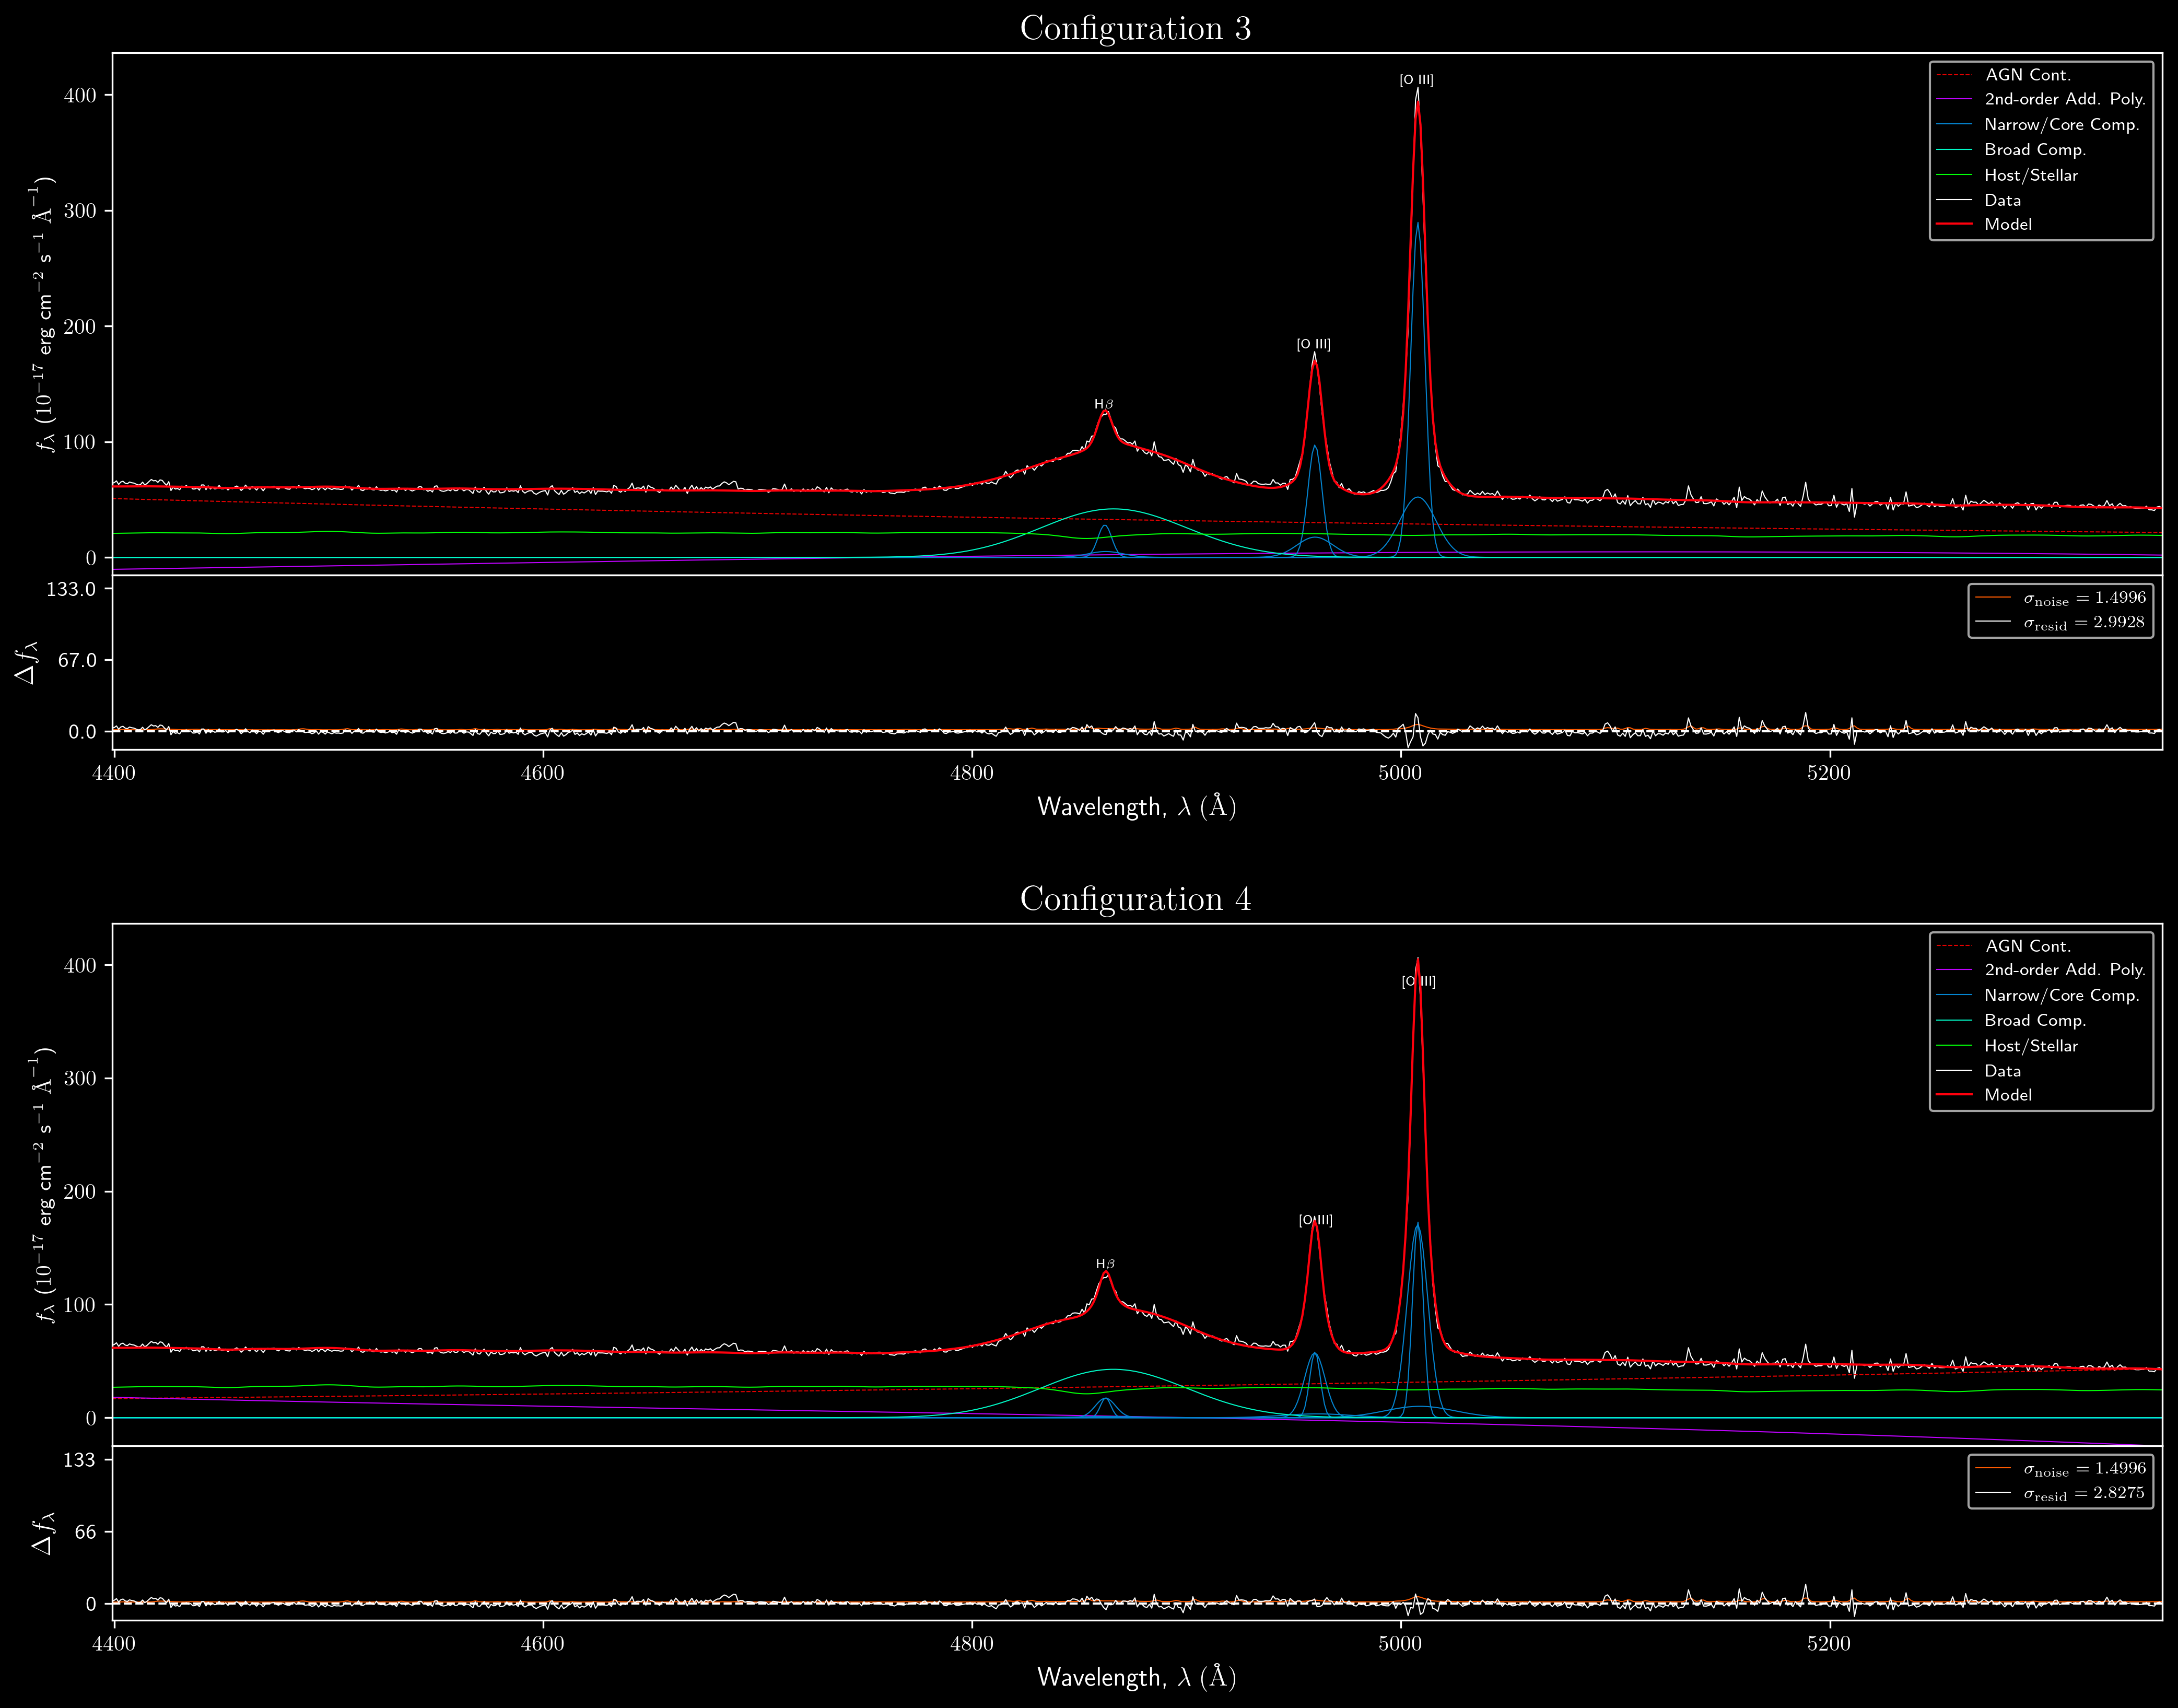 Configuration 3
[O III]
[O III]
Hβ
AGN Cont.
2nd-order Add. Poly.
Narrow/Core Comp.
Broad Comp.
Host/Stellar
Data
Model
400
300
200
100
0
f_λ (10^−17 erg cm^−2 s^−1 Å^−1)
133.0
67.0
0.0
Δf_λ
σ_noise = 1.4996
σ_resid = 2.9928
4400 4600 4800 5000 5200
Wavelength, λ (Å)
Configuration 4
[O III]
[O III]
Hβ
AGN Cont.
2nd-order Add. Poly.
Narrow/Core Comp.
Broad Comp.
Host/Stellar
Data
Model
400
300
200
100
0
f_λ (10^−17 erg cm^−2 s^−1 Å^−1)
133
66
0
Δf_λ
σ_noise = 1.4996
σ_resid = 2.8275
4400 4600 4800 5000 5200
Wavelength, λ (Å)